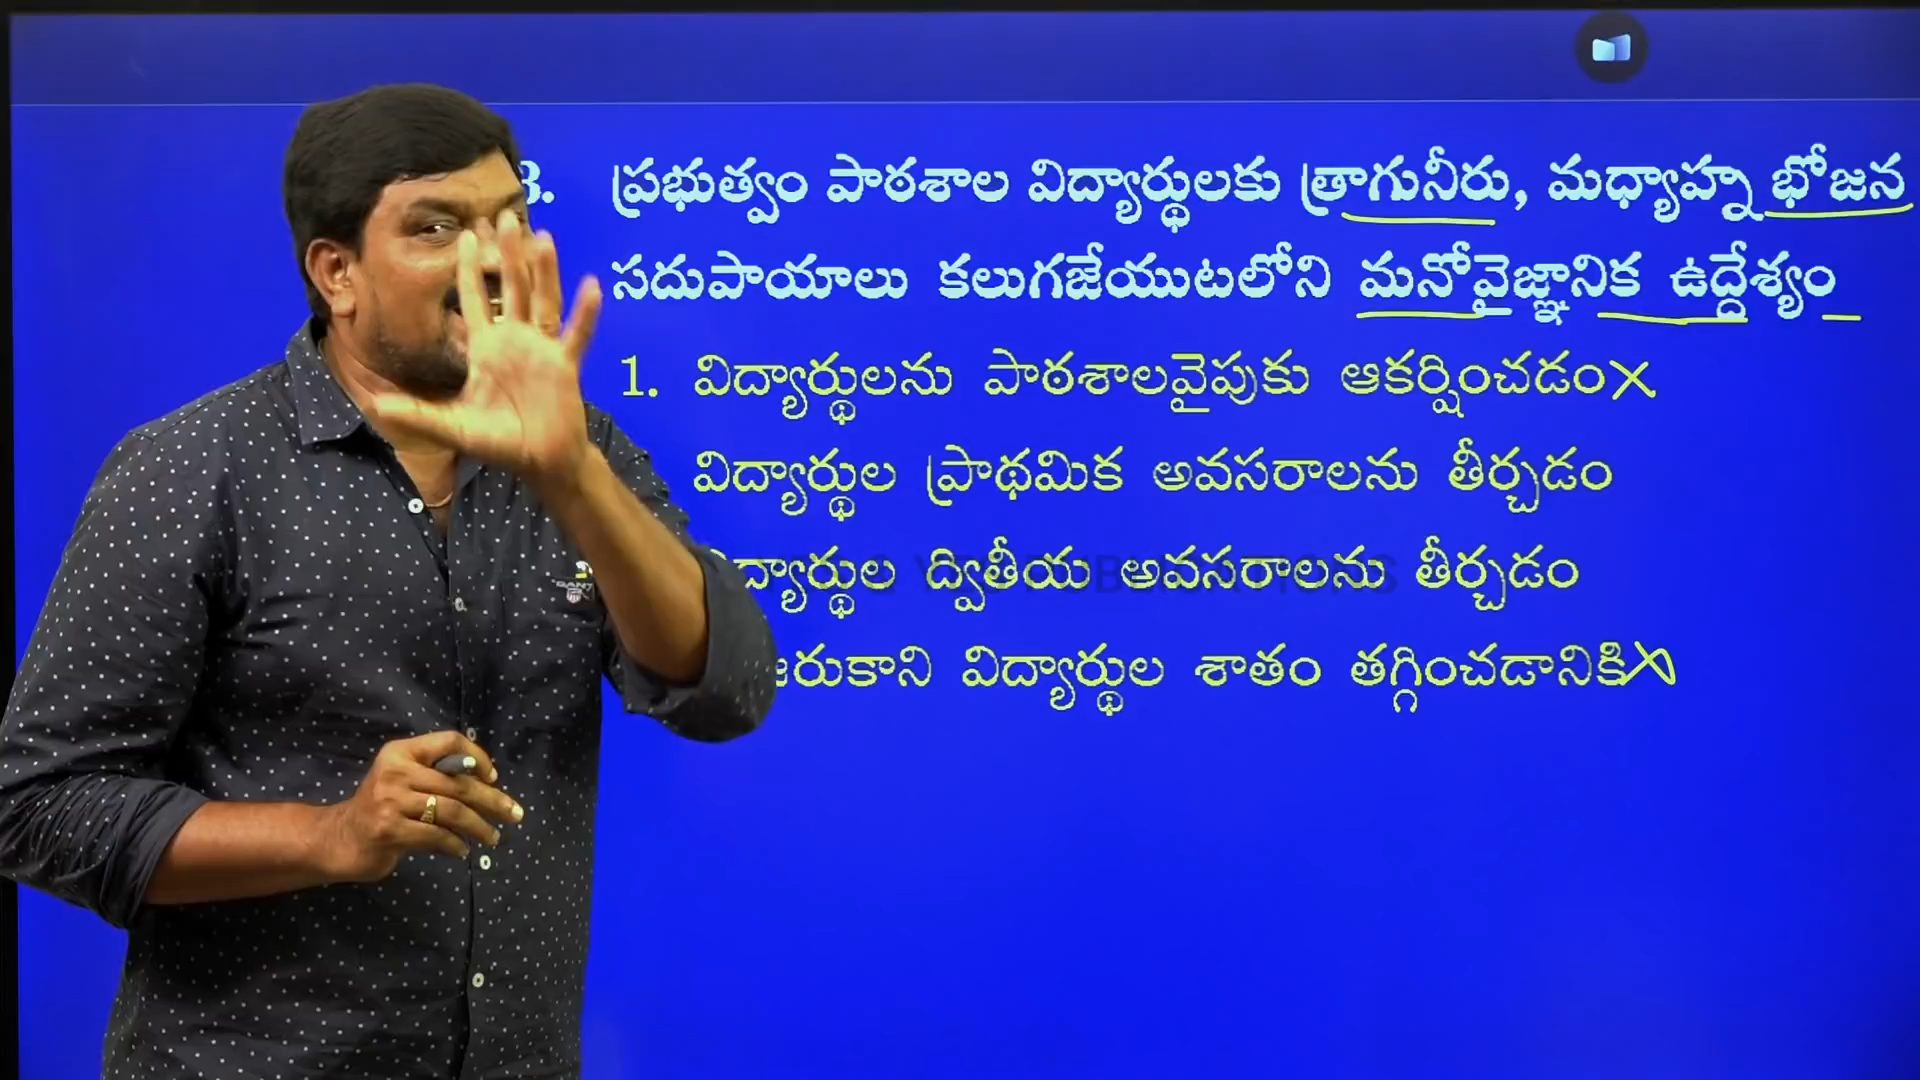 3. ప్రభుత్వం పాఠశాల విద్యార్థులకు త్రాగునీరు, మధ్యాహ్న భోజన
సదుపాయాలు కలుగజేయుటలోని మనోవైజ్ఞానిక ఉద్దేశ్యం
1. విద్యార్థులను పాఠశాలవైపుకు ఆకర్షించడం
విద్యార్థుల ప్రాథమిక అవసరాలను తీర్చడం
ద్వితీయ అవసరాలను తీర్చడం
విద్యార్థుల శాతం తగ్గించడానికి